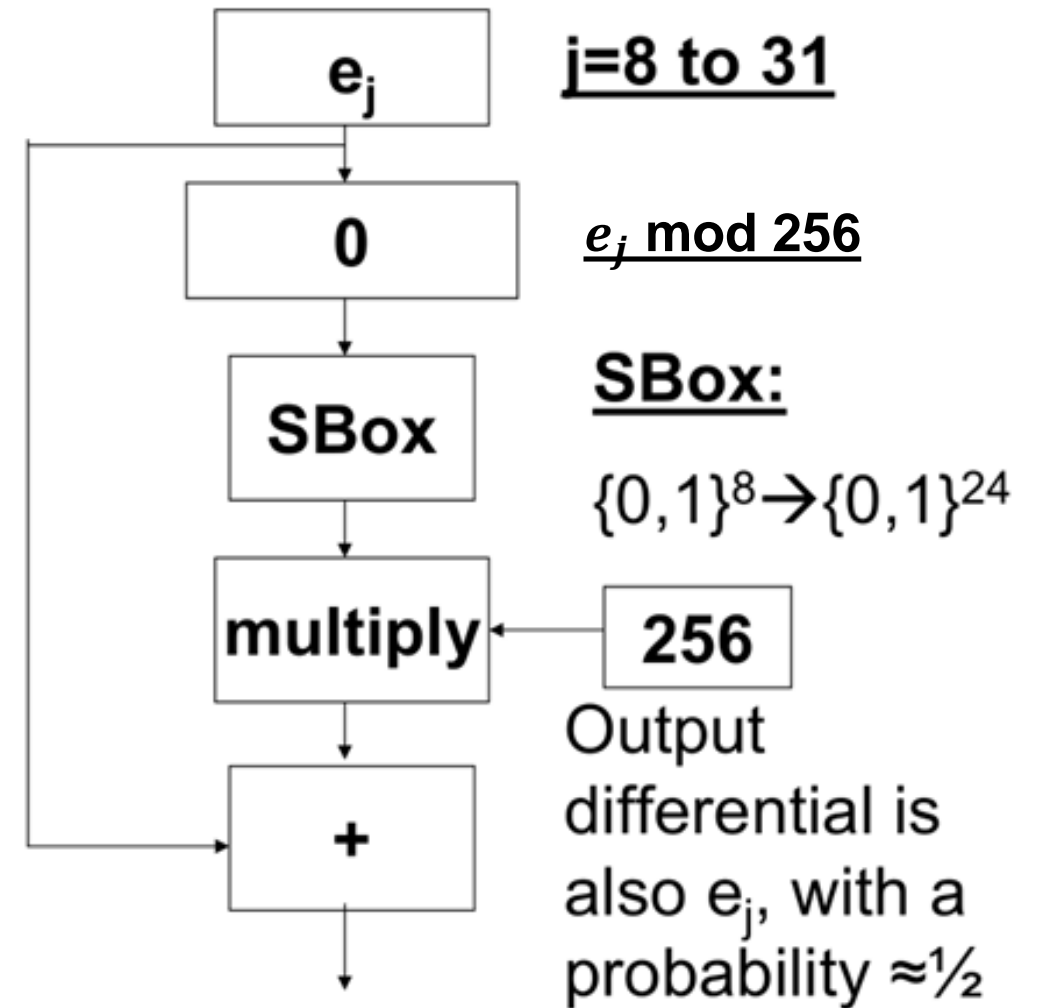 e_j
j=8 to 31
0
e_j mod 256
SBox
SBox:
{0,1}⁸→{0,1}²⁴
multiply
256
Output
differential is
also e_j, with a
probability ≈½
+